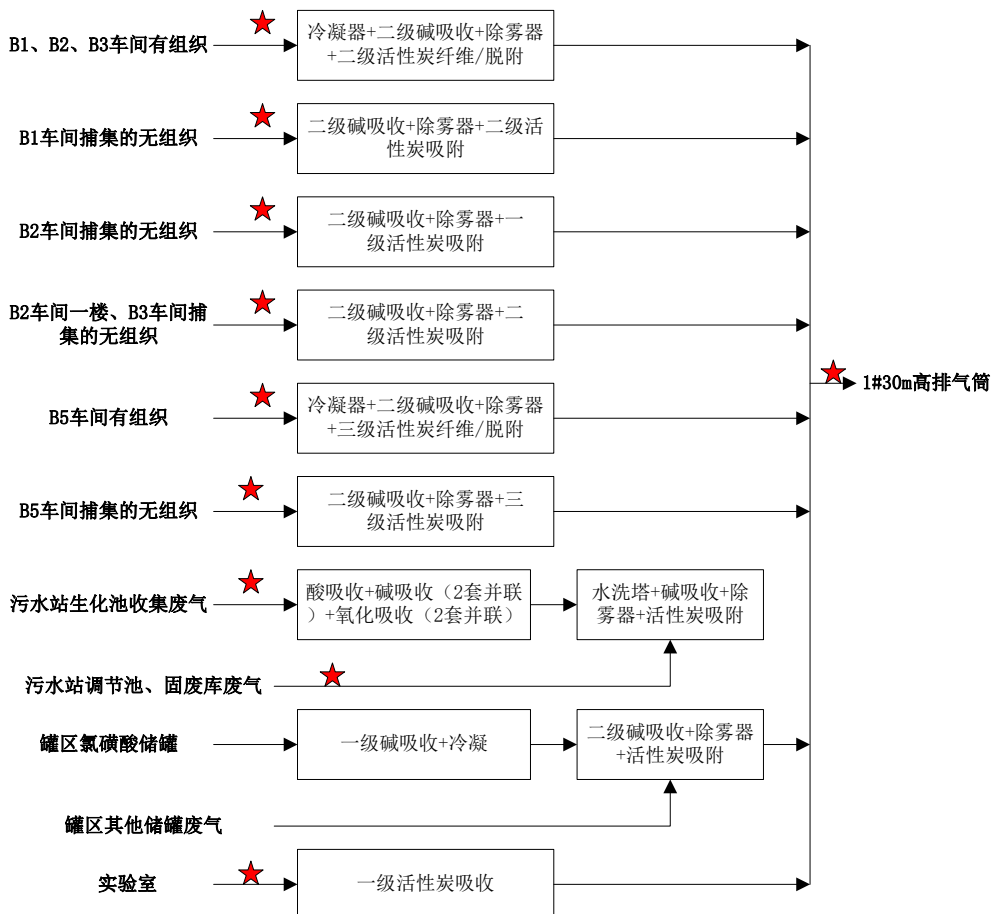 B1、B2、B3车间有组织
冷凝器+二级碱吸收+除雾器
+二级活性炭纤维/脱附
B1车间捕集的无组织
二级碱吸收+除雾器+二级活
性炭吸附
B2车间捕集的无组织
二级碱吸收+除雾器+一
级活性炭吸附
B2车间一楼、B3车间捕
集的无组织
二级碱吸收+除雾器+二
级活性炭吸附
1#30m高排气筒
B5车间有组织
冷凝器+二级碱吸收+除雾器
+三级活性炭纤维/脱附
B5车间捕集的无组织
二级碱吸收+除雾器+三
级活性炭吸附
污水站生化池收集废气
酸吸收+碱吸收（2套并联
）+氧化吸收（2套并联）
水洗塔+碱吸收+除
雾器+活性炭吸附
污水站调节池、固废库废气
罐区氯磺酸储罐
一级碱吸收+冷凝
二级碱吸收+除雾器
+活性炭吸附
罐区其他储罐废气
实验室
一级活性炭吸收